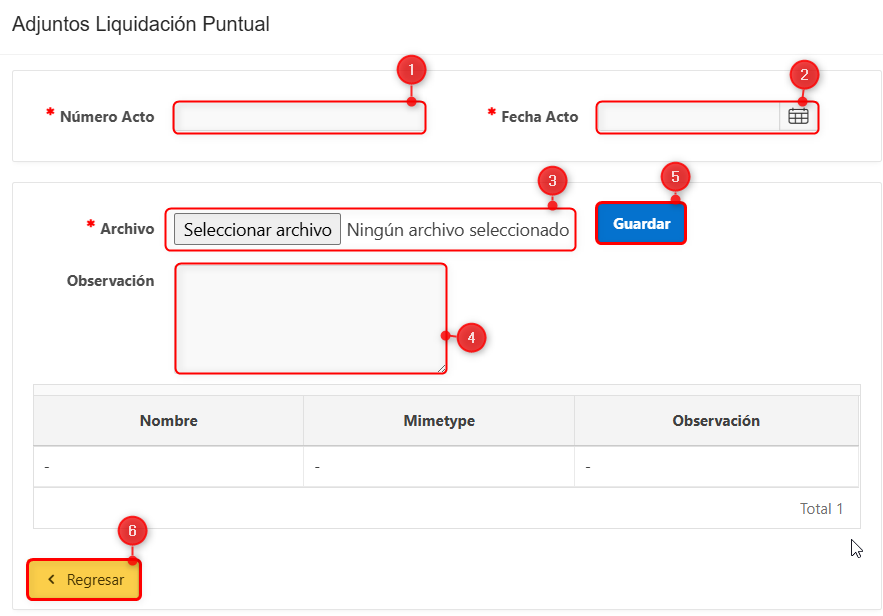 Adjuntos Liquidación Puntual
1
2
* Número Acto
* Fecha Acto
3
5
* Archivo
Seleccionar archivo Ningún archivo seleccionado
Guardar
Observación
4
Nombre Mimetype Observación
- - -
Total 1
6
< Regresar